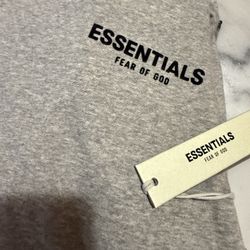 ESSENTIALS
FEAR OF GOD
ESSENTIALS
FEAR OF GOD